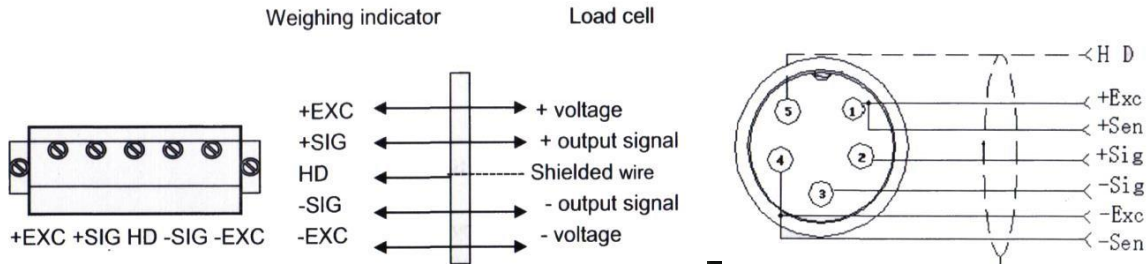 Weighing indicator Load cell
+EXC + voltage
+SIG + output signal
HD Shielded wire
-SIG - output signal
-EXC - voltage
+EXC +SIG HD -SIG -EXC
5
1
4
2
3
H D
+Exc
+Sen
+Sig
-Sig
-Exc
-Sen